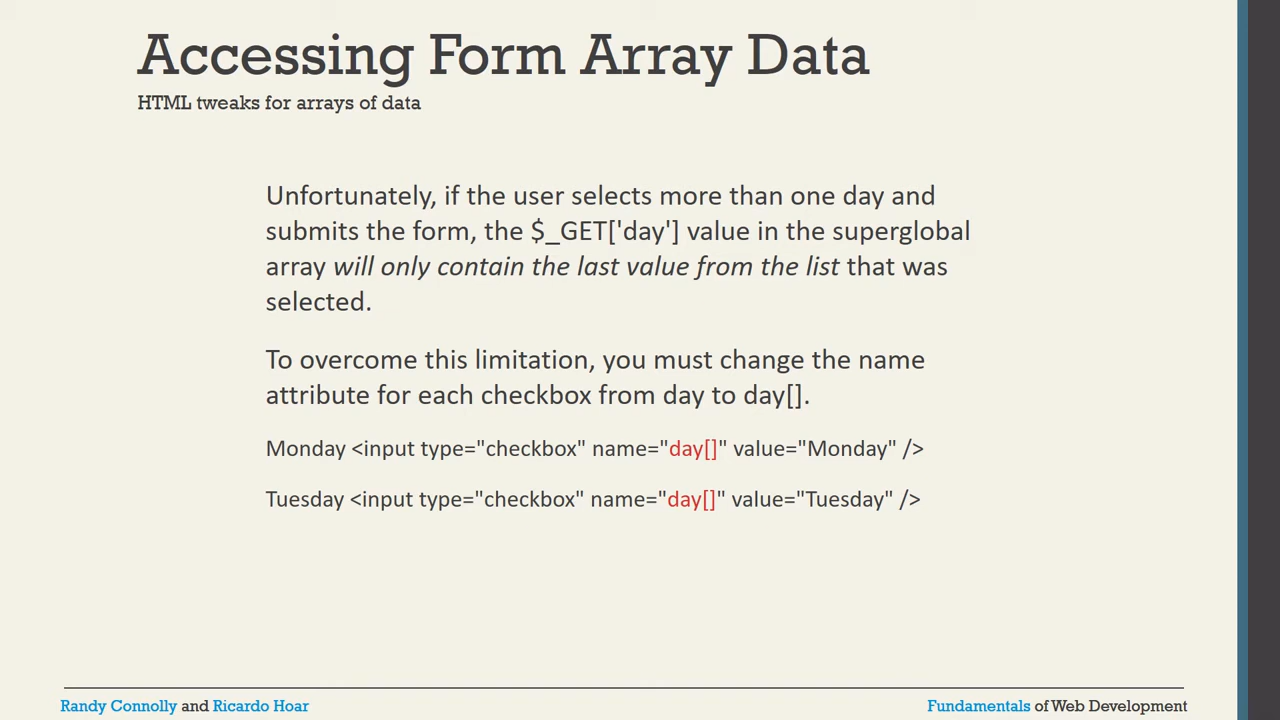 Accessing Form Array Data
HTML tweaks for arrays of data
Unfortunately, if the user selects more than one day and
submits the form, the $_GET['day'] value in the superglobal
array will only contain the last value from the list that was
selected.
To overcome this limitation, you must change the name
attribute for each checkbox from day to day[].
Monday <input type="checkbox" name="day[]" value="Monday" />
Tuesday <input type="checkbox" name="day[]" value="Tuesday" />
Randy Connolly and Ricardo Hoar
Fundamentals of Web Development